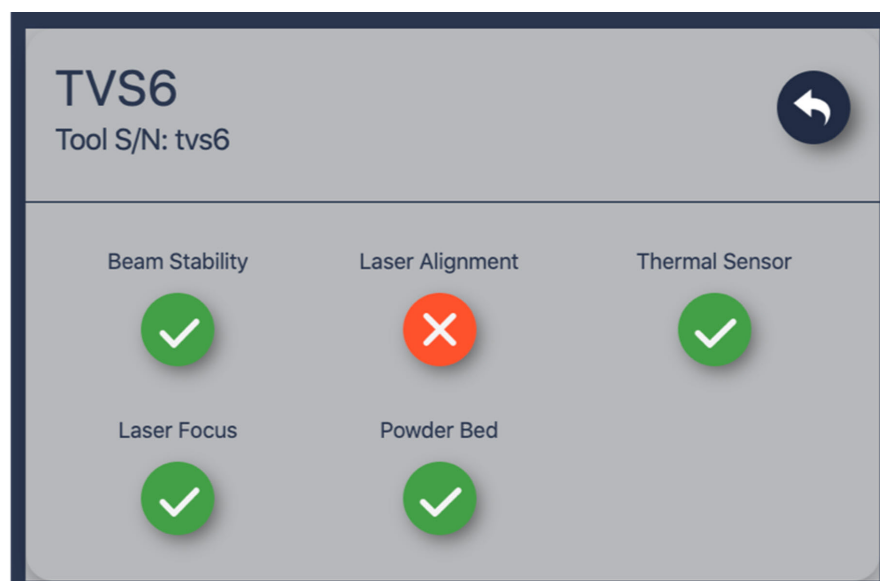 TVS6
Tool S/N: tvs6
Beam Stability
Laser Alignment
Thermal Sensor
Laser Focus
Powder Bed